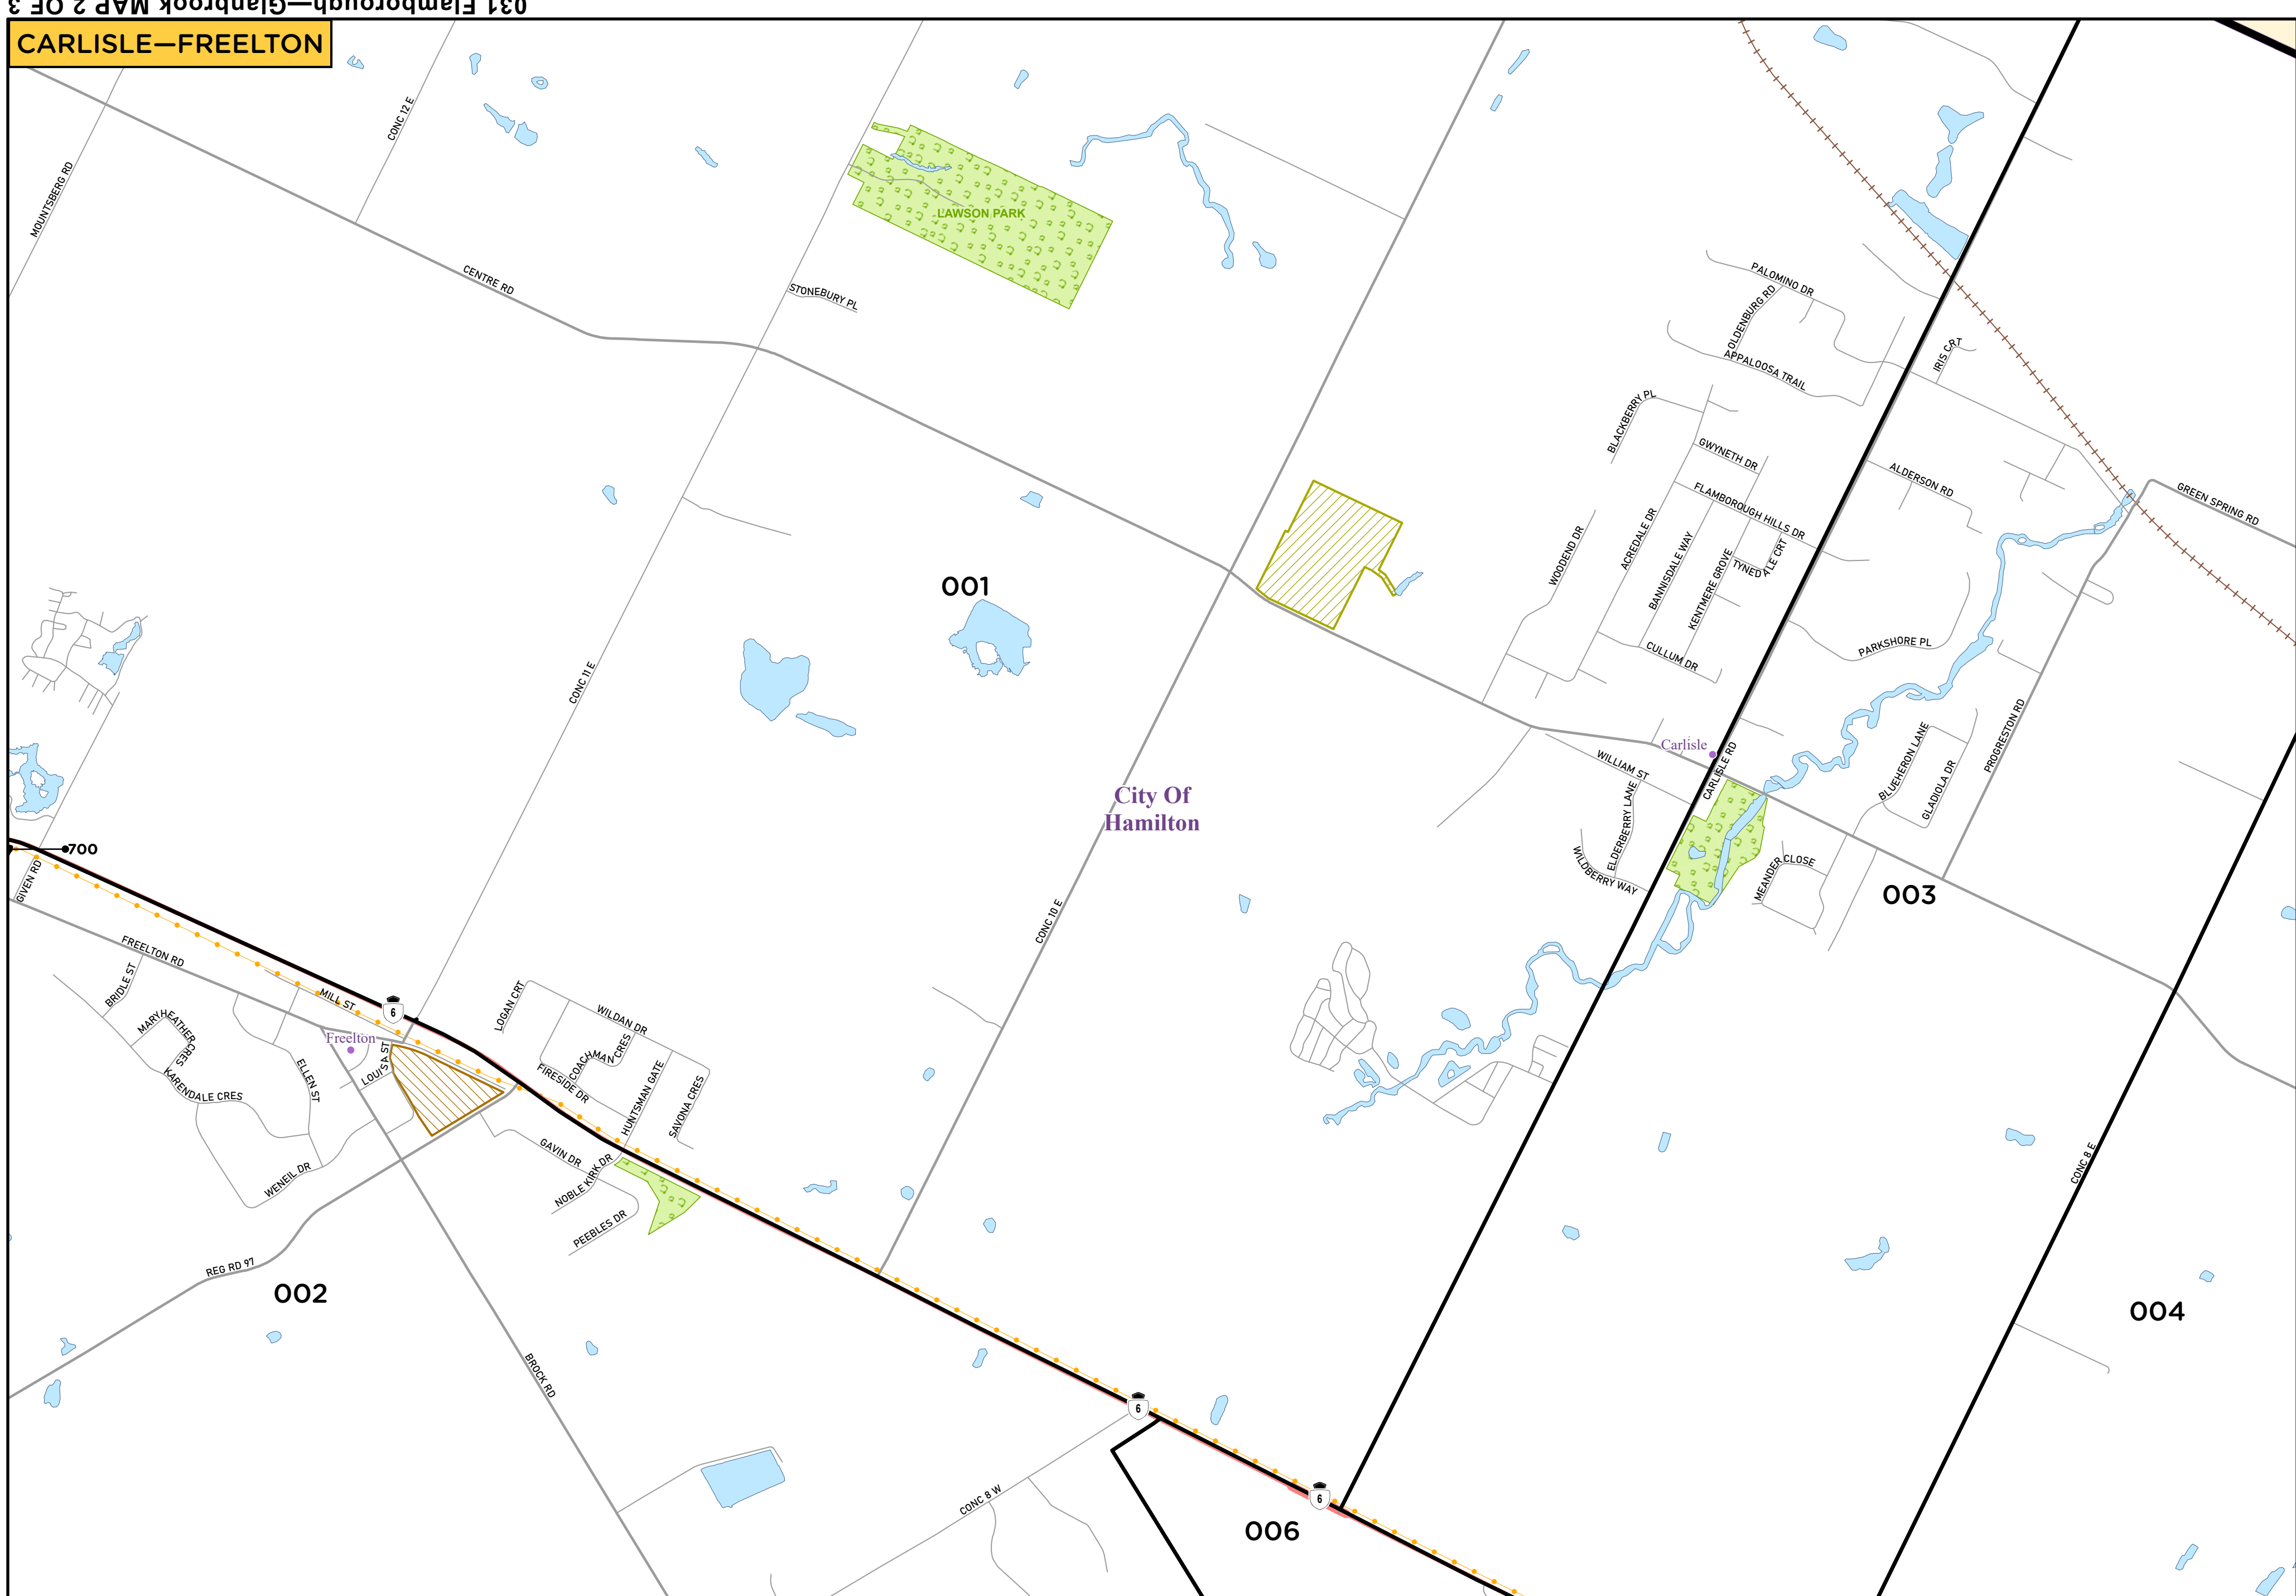 031 Flamborough—Glanbrook MAP 2 OF 3
CARLISLE—FREELTON
CONC 12 E
MOUNTSBERG RD
CENTRE RD
LAWSON PARK
STONEBURY PL
PALOMINO DR
OLDENBURG RD
APPALOOSA TRAIL
IRIS CRT
BLACKBERRY PL
GWYNETH DR
FLAMBOROUGH HILLS DR
ALDERSON RD
GREEN SPRING RD
WOODEND DR
ACREDALE DR
BANNISDALE WAY
KENTMERE GROVE
TYNEDALE CRT
CULLUM DR
PARKSHORE PL
001
CONC 11 E
City Of
Hamilton
Carlisle
CARLISLE RD
WILLIAM ST
ELDERBERRY LANE
WILDBERRY WAY
BLUEHERON LANE
GLADIOLA DR
PROGRESTON RD
MEANDER CLOSE
003
700
GIVEN RD
FREELTON RD
BRIDLE ST
MILL ST
6
Freelton
MARYHEATHER
CRES
KARENDALE CRES
ELLEN ST
LOUISA ST
WENEIL DR
LOGAN CRT
WILDAN DR
COACHMAN CRES
FIRESIDE DR
HUNTSMAN GATE
SAVONA CRES
GAVIN DR
NOBLE KIRK DR
PEEBLES DR
CONC 10 E
CONC 8 E
REG RD 97
002
004
BROCK RD
6
CONC 8 W
6
006